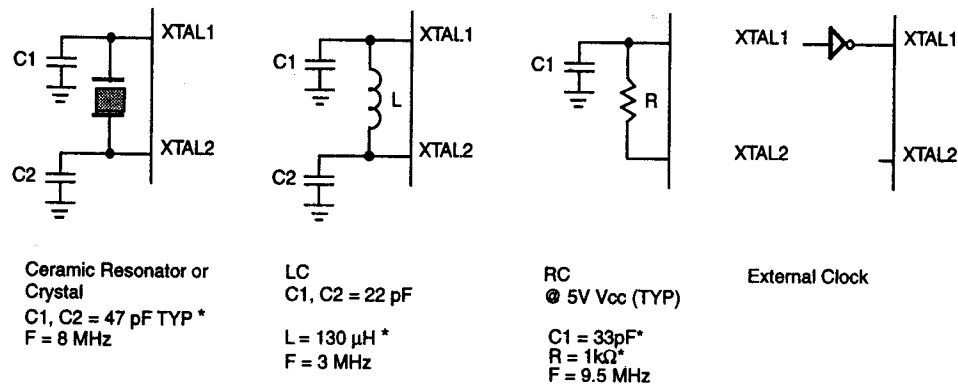 XTAL1
C1
XTAL2
C2
Ceramic Resonator or
Crystal
C1, C2 = 47 pF TYP *
F = 8 MHz
XTAL1
C1
L
XTAL2
C2
LC
C1, C2 = 22 pF
L = 130 µH *
F = 3 MHz
C1
R
RC
@ 5V Vcc (TYP)
C1 = 33pF*
R = 1kΩ*
F = 9.5 MHz
XTAL1 XTAL1
XTAL2 XTAL2
External Clock